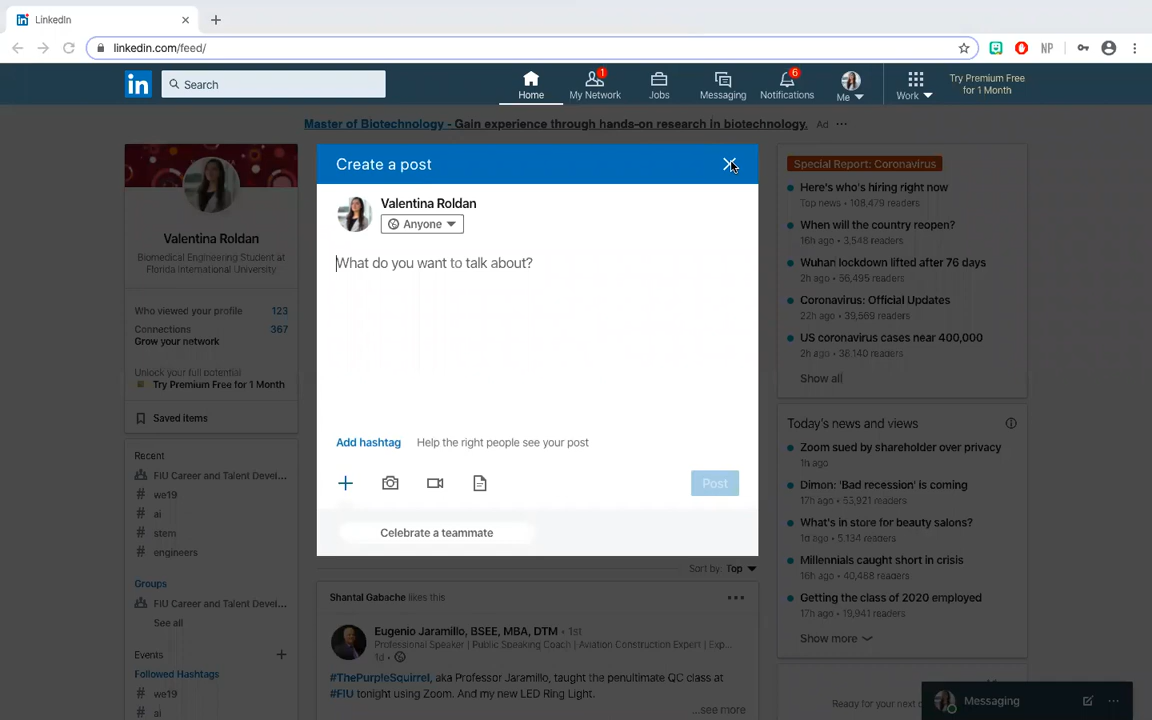 LinkedIn
linkedin.com/feed/
NP
in
Search
Home
1
My Network
Jobs
Messaging
6
Notifications
Me
Work
Try Premium Free
for 1 Month
Master of Biotechnology - Gain experience through hands-on research in biotechnology. Ad ...
Valentina Roldan
Biomedical Engineering Student at
Florida International University
Who viewed your profile 123
Connections 367
Grow your network
Unlock your full potential
Try Premium Free for 1 Month
Saved items
Recent
FIU Career and Talent Devel...
# we19
# ai
# stem
# engineers
Groups
FIU Career and Talent Devel...
See all
Events +
Followed Hashtags
# we19
# ai
Create a post
Valentina Roldan
Anyone
What do you want to talk about?
Add hashtag Help the right people see your post
Post
Celebrate a teammate
Sort by: Top
Shantal Gabache likes this
Eugenio Jaramillo, BSEE, MBA, DTM • 1st
Professional Speaker | Public Speaking Coach | Aviation Construction Expert | Exp...
1d •
#ThePurpleSquirrel, aka Professor Jaramillo, taught the penultimate QC class at
#FIU tonight using Zoom. And my new LED Ring Light.
...see more
Special Report: Coronavirus
Here's who's hiring right now
Top news • 108,479 readers
When will the country reopen?
16h ago • 3,548 readers
Wuhan lockdown lifted after 76 days
2h ago • 56,495 readers
Coronavirus: Official Updates
22h ago • 39,569 readers
US coronavirus cases near 400,000
2h ago • 38,140 readers
Show all
Today's news and views
Zoom sued by shareholder over privacy
1h ago
Dimon: 'Bad recession' is coming
17h ago • 53,921 readers
What's in store for beauty salons?
1d ago • 5,134 readers
Millennials caught short in crisis
16h ago • 40,488 readers
Getting the class of 2020 employed
17h ago • 19,941 readers
Show more
Ready for your next
Messaging